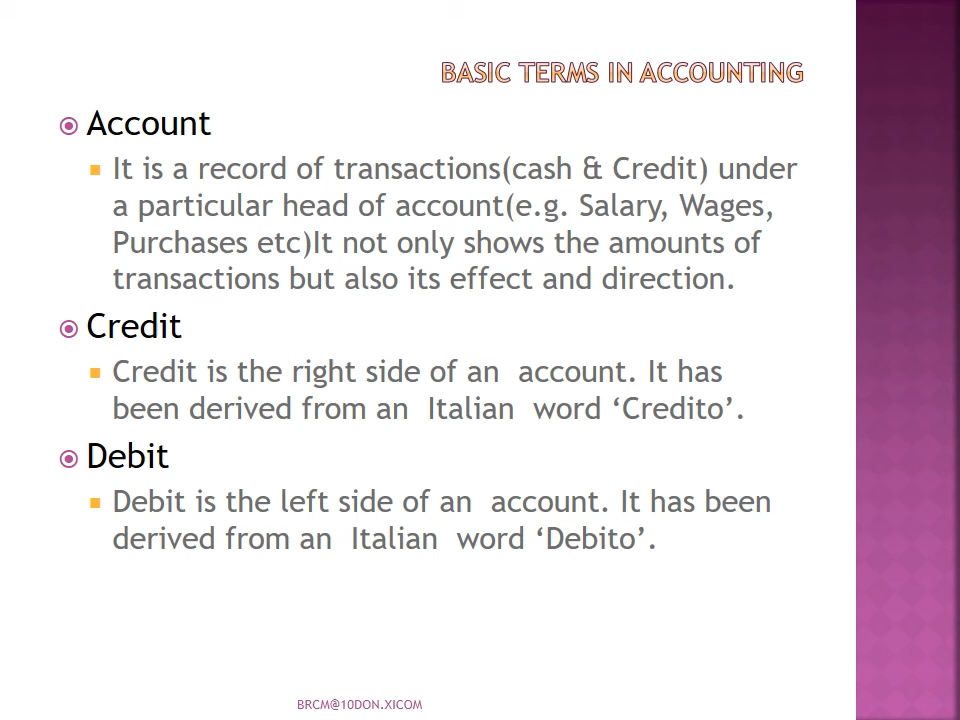 BASIC TERMS IN ACCOUNTING
Account
It is a record of transactions(cash & Credit) under
a particular head of account(e.g. Salary, Wages,
Purchases etc)It not only shows the amounts of
transactions but also its effect and direction.
Credit
Credit is the right side of an  account. It has
been derived from an  Italian  word ‘Credito’.
Debit
Debit is the left side of an  account. It has been
derived from an  Italian  word ‘Debito’.
BRCM@10DON.XICOM